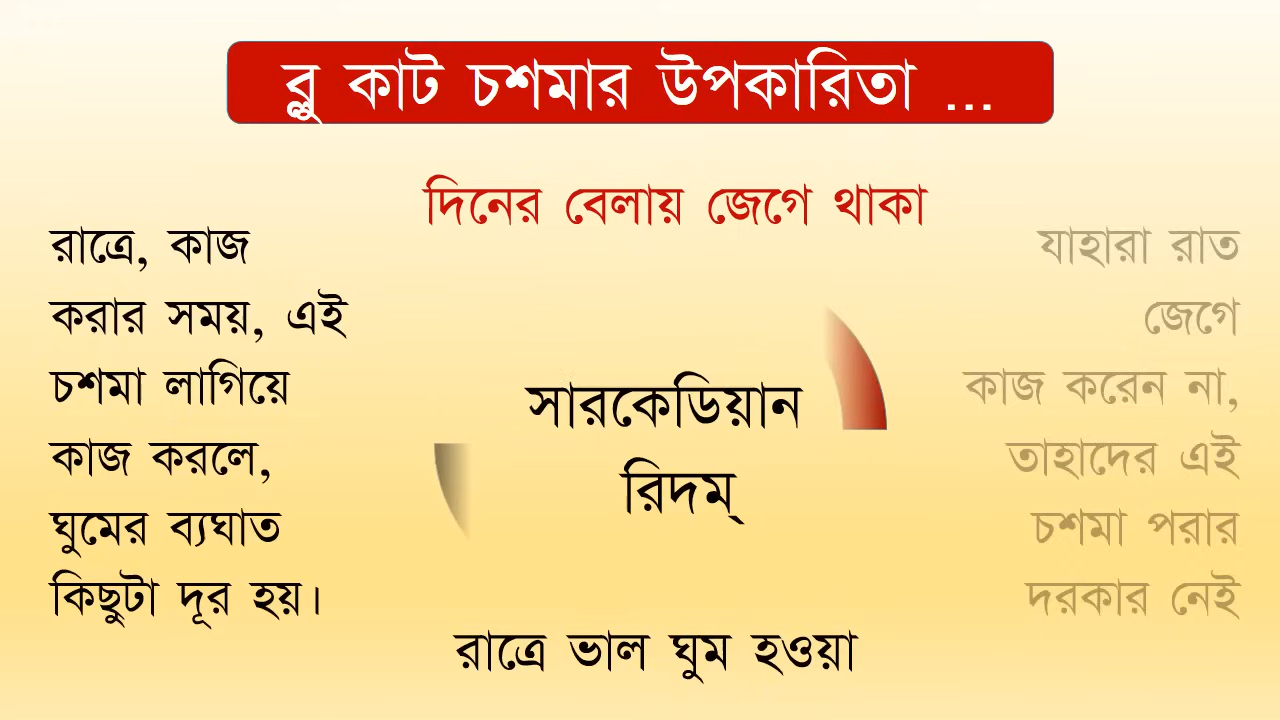 ব্লু কাট চশমার উপকারিতা ...
দিনের বেলায় জেগে থাকা
রাত্রে, কাজ
করার সময়, এই
চশমা লাগিয়ে
কাজ করলে,
ঘুমের ব্যঘাত
কিছুটা দূর হয়।
সারকেডিয়ান
রিদম্
যাহারা রাত
জেগে
কাজ করেন না,
তাহাদের এই
চশমা পরার
দরকার নেই
রাত্রে ভাল ঘুম হওয়া